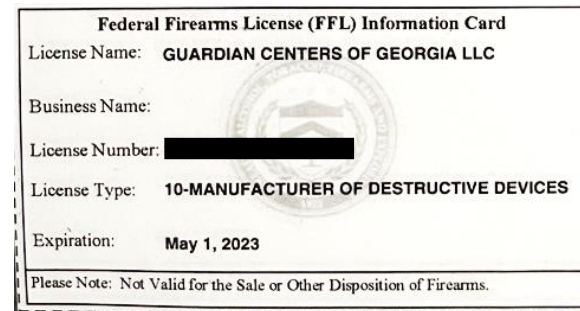 Federal Firearms License (FFL) Information Card
License Name: GUARDIAN CENTERS OF GEORGIA LLC
Business Name:
License Number:
License Type: 10-MANUFACTURER OF DESTRUCTIVE DEVICES
Expiration: May 1, 2023
Please Note: Not Valid for the Sale or Other Disposition of Firearms.